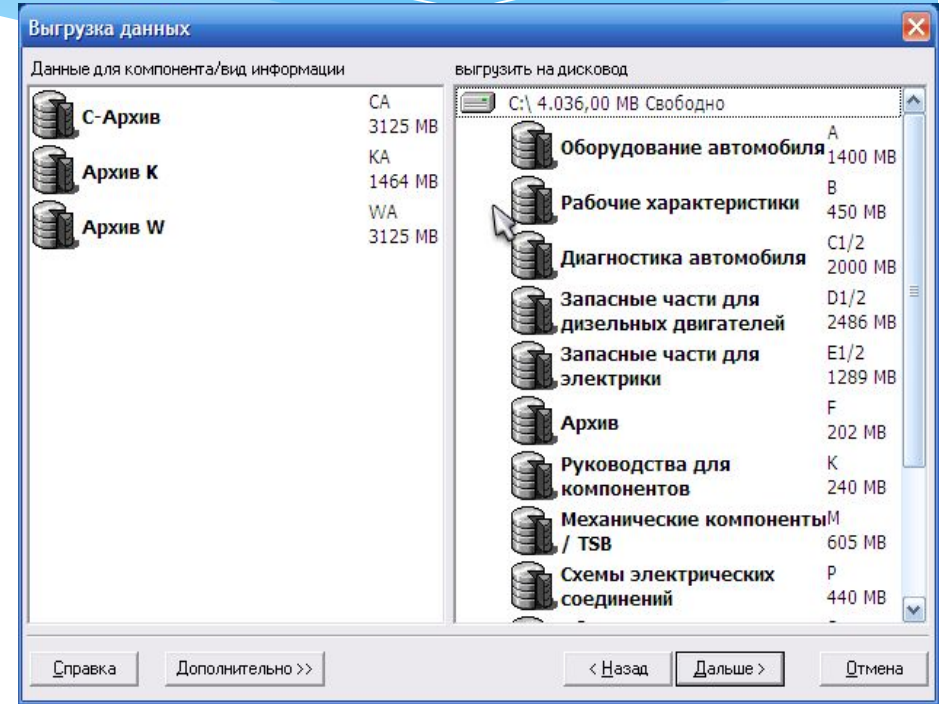 Выгрузка данных
Данные для компонента/вид информации
выгрузить на дисковод
С-Архив
CA
3125 MB
Архив K
KA
1464 MB
Архив W
WA
3125 MB
C:\ 4.036,00 MB Свободно
Оборудование автомобиля
A
1400 MB
Рабочие характеристики
B
450 MB
Диагностика автомобиля
C1/2
2000 MB
Запасные части для
дизельных двигателей
D1/2
2486 MB
Запасные части для
электрики
E1/2
1289 MB
Архив
F
202 MB
Руководства для
компонентов
K
240 MB
Механические компоненты
/ TSB
M
605 MB
Схемы электрических
соединений
P
440 MB
Справка
Дополнительно >>
< Назад
Дальше >
Отмена